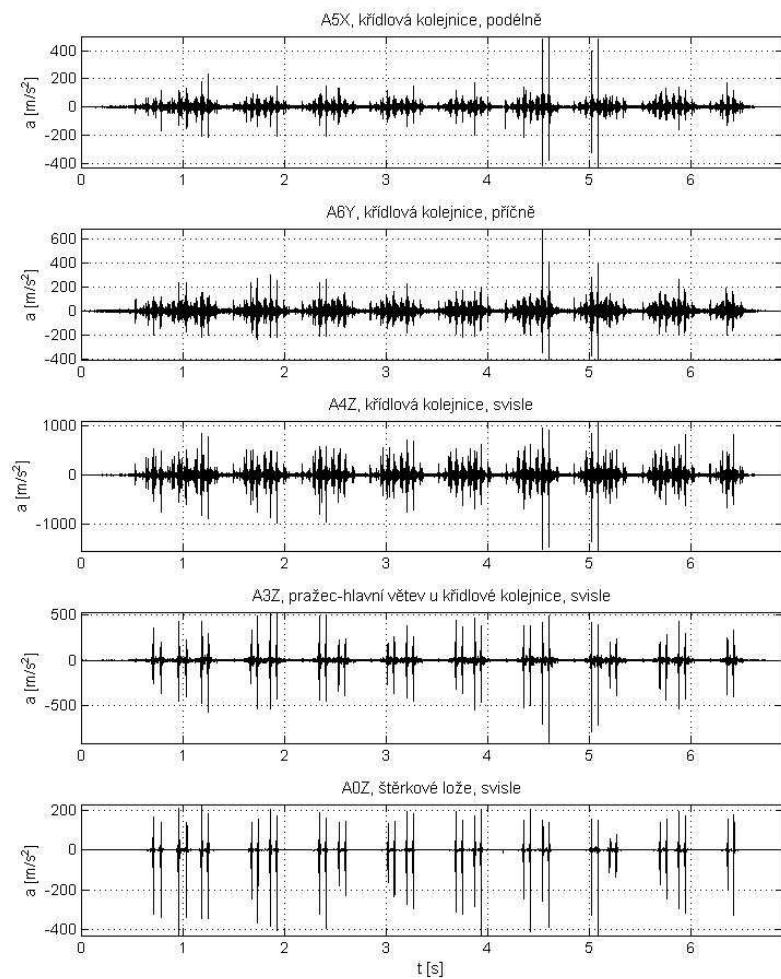 A5X, křídlová kolejnice, podélně
400
200
0
-200
-400
a [m/s²]
0 1 2 3 4 5 6
A6Y, křídlová kolejnice, příčně
600
400
200
0
-200
-400
a [m/s²]
0 1 2 3 4 5 6
A4Z, křídlová kolejnice, svisle
1000
0
-1000
a [m/s²]
0 1 2 3 4 5 6
A3Z, pražec-hlavní větev u křídlové kolejnice, svisle
500
0
-500
a [m/s²]
0 1 2 3 4 5 6
A0Z, štěrkové lože, svisle
200
0
-200
-400
a [m/s²]
0 1 2 3 4 5 6
t [s]